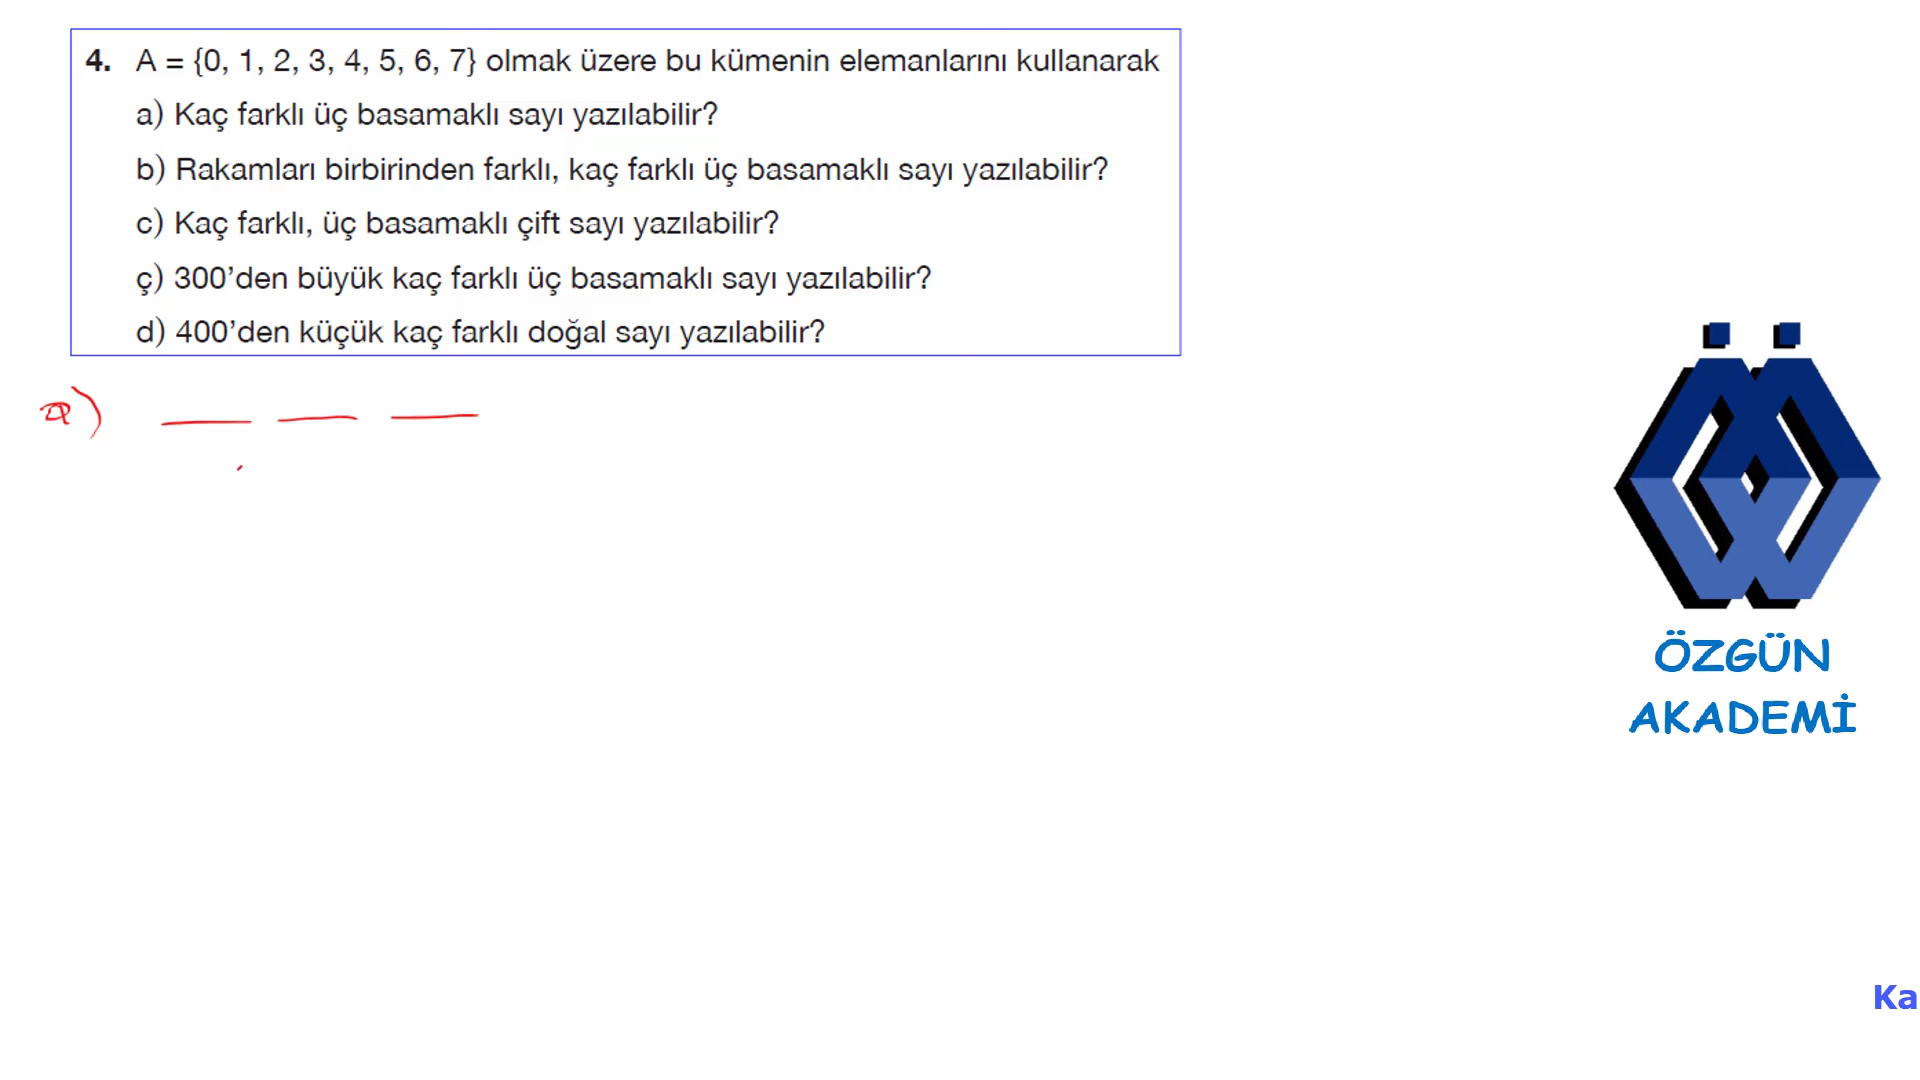 4. A = {0, 1, 2, 3, 4, 5, 6, 7} olmak üzere bu kümenin elemanlarını kullanarak
a) Kaç farklı üç basamaklı sayı yazılabilir?
b) Rakamları birbirinden farklı, kaç farklı üç basamaklı sayı yazılabilir?
c) Kaç farklı, üç basamaklı çift sayı yazılabilir?
ç) 300’den büyük kaç farklı üç basamaklı sayı yazılabilir?
d) 400’den küçük kaç farklı doğal sayı yazılabilir?
a)
ÖZGÜN
AKADEMİ
Ka